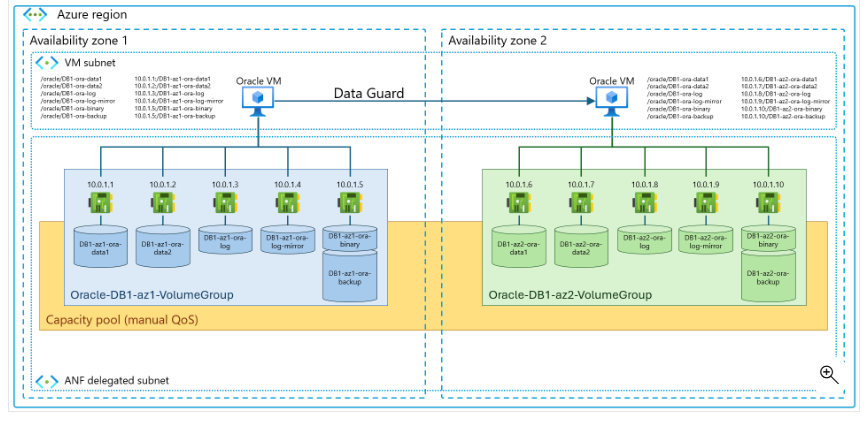 Azure region
Availability zone 1
Availability zone 2
VM subnet
/oracle/DB1-ora-data1 10.0.1.1:/DB1-az1-ora-data1
/oracle/DB1-ora-data2 10.0.1.2:/DB1-az1-ora-data2
/oracle/DB1-ora-log 10.0.1.3:/DB1-az1-ora-log
/oracle/DB1-ora-log-mirror 10.0.1.4:/DB1-az1-ora-log-mirror
/oracle/DB1-ora-binary 10.0.1.5:/DB1-az1-ora-binary
/oracle/DB1-ora-backup 10.0.1.5:/DB1-az1-ora-backup
Oracle VM
Data Guard
Oracle VM
/oracle/DB1-ora-data1 10.0.1.6:/DB1-az2-ora-data1
/oracle/DB1-ora-data2 10.0.1.7:/DB1-az2-ora-data2
/oracle/DB1-ora-log 10.0.1.8:/DB1-az2-ora-log
/oracle/DB1-ora-log-mirror 10.0.1.9:/DB1-az2-ora-log-mirror
/oracle/DB1-ora-binary 10.0.1.10:/DB1-az2-ora-binary
/oracle/DB1-ora-backup 10.0.1.10:/DB1-az2-ora-backup
10.0.1.1
10.0.1.2
10.0.1.3
10.0.1.4
10.0.1.5
10.0.1.6
10.0.1.7
10.0.1.8
10.0.1.9
10.0.1.10
DB1-az1-ora-
data1
DB1-az1-ora-
data2
DB1-az1-ora-
log
DB1-az1-ora-
log-mirror
DB1-az1-ora-
binary
DB1-az1-ora-
backup
DB1-az2-ora-
data1
DB1-az2-ora-
data2
DB1-az2-ora-
log
DB1-az2-ora-
log-mirror
DB1-az2-ora-
binary
DB1-az2-ora-
backup
Oracle-DB1-az1-VolumeGroup
Oracle-DB1-az2-VolumeGroup
Capacity pool (manual QoS)
ANF delegated subnet